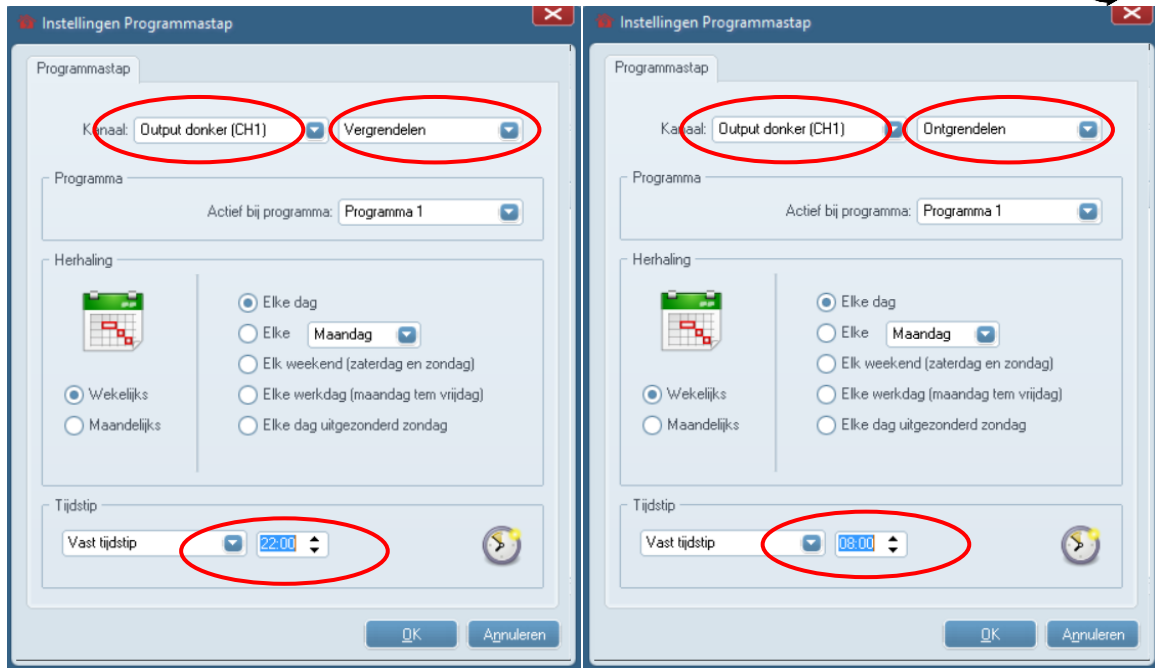 Instellingen Programmastap
Programmastap
Kanaal: Output donker (CH1) Vergrendelen
Programma
Actief bij programma: Programma 1
Herhaling
Elke dag
Elke Maandag
Elk weekend (zaterdag en zondag)
Wekelijks Elke werkdag (maandag tem vrijdag)
Maandelijks Elke dag uitgezonderd zondag
Tijdstip
Vast tijdstip 22:00
OK Annuleren
Instellingen Programmastap
Programmastap
Kanaal: Output donker (CH1) Ontgrendelen
Programma
Actief bij programma: Programma 1
Herhaling
Elke dag
Elke Maandag
Elk weekend (zaterdag en zondag)
Wekelijks Elke werkdag (maandag tem vrijdag)
Maandelijks Elke dag uitgezonderd zondag
Tijdstip
Vast tijdstip 08:00
OK Annuleren